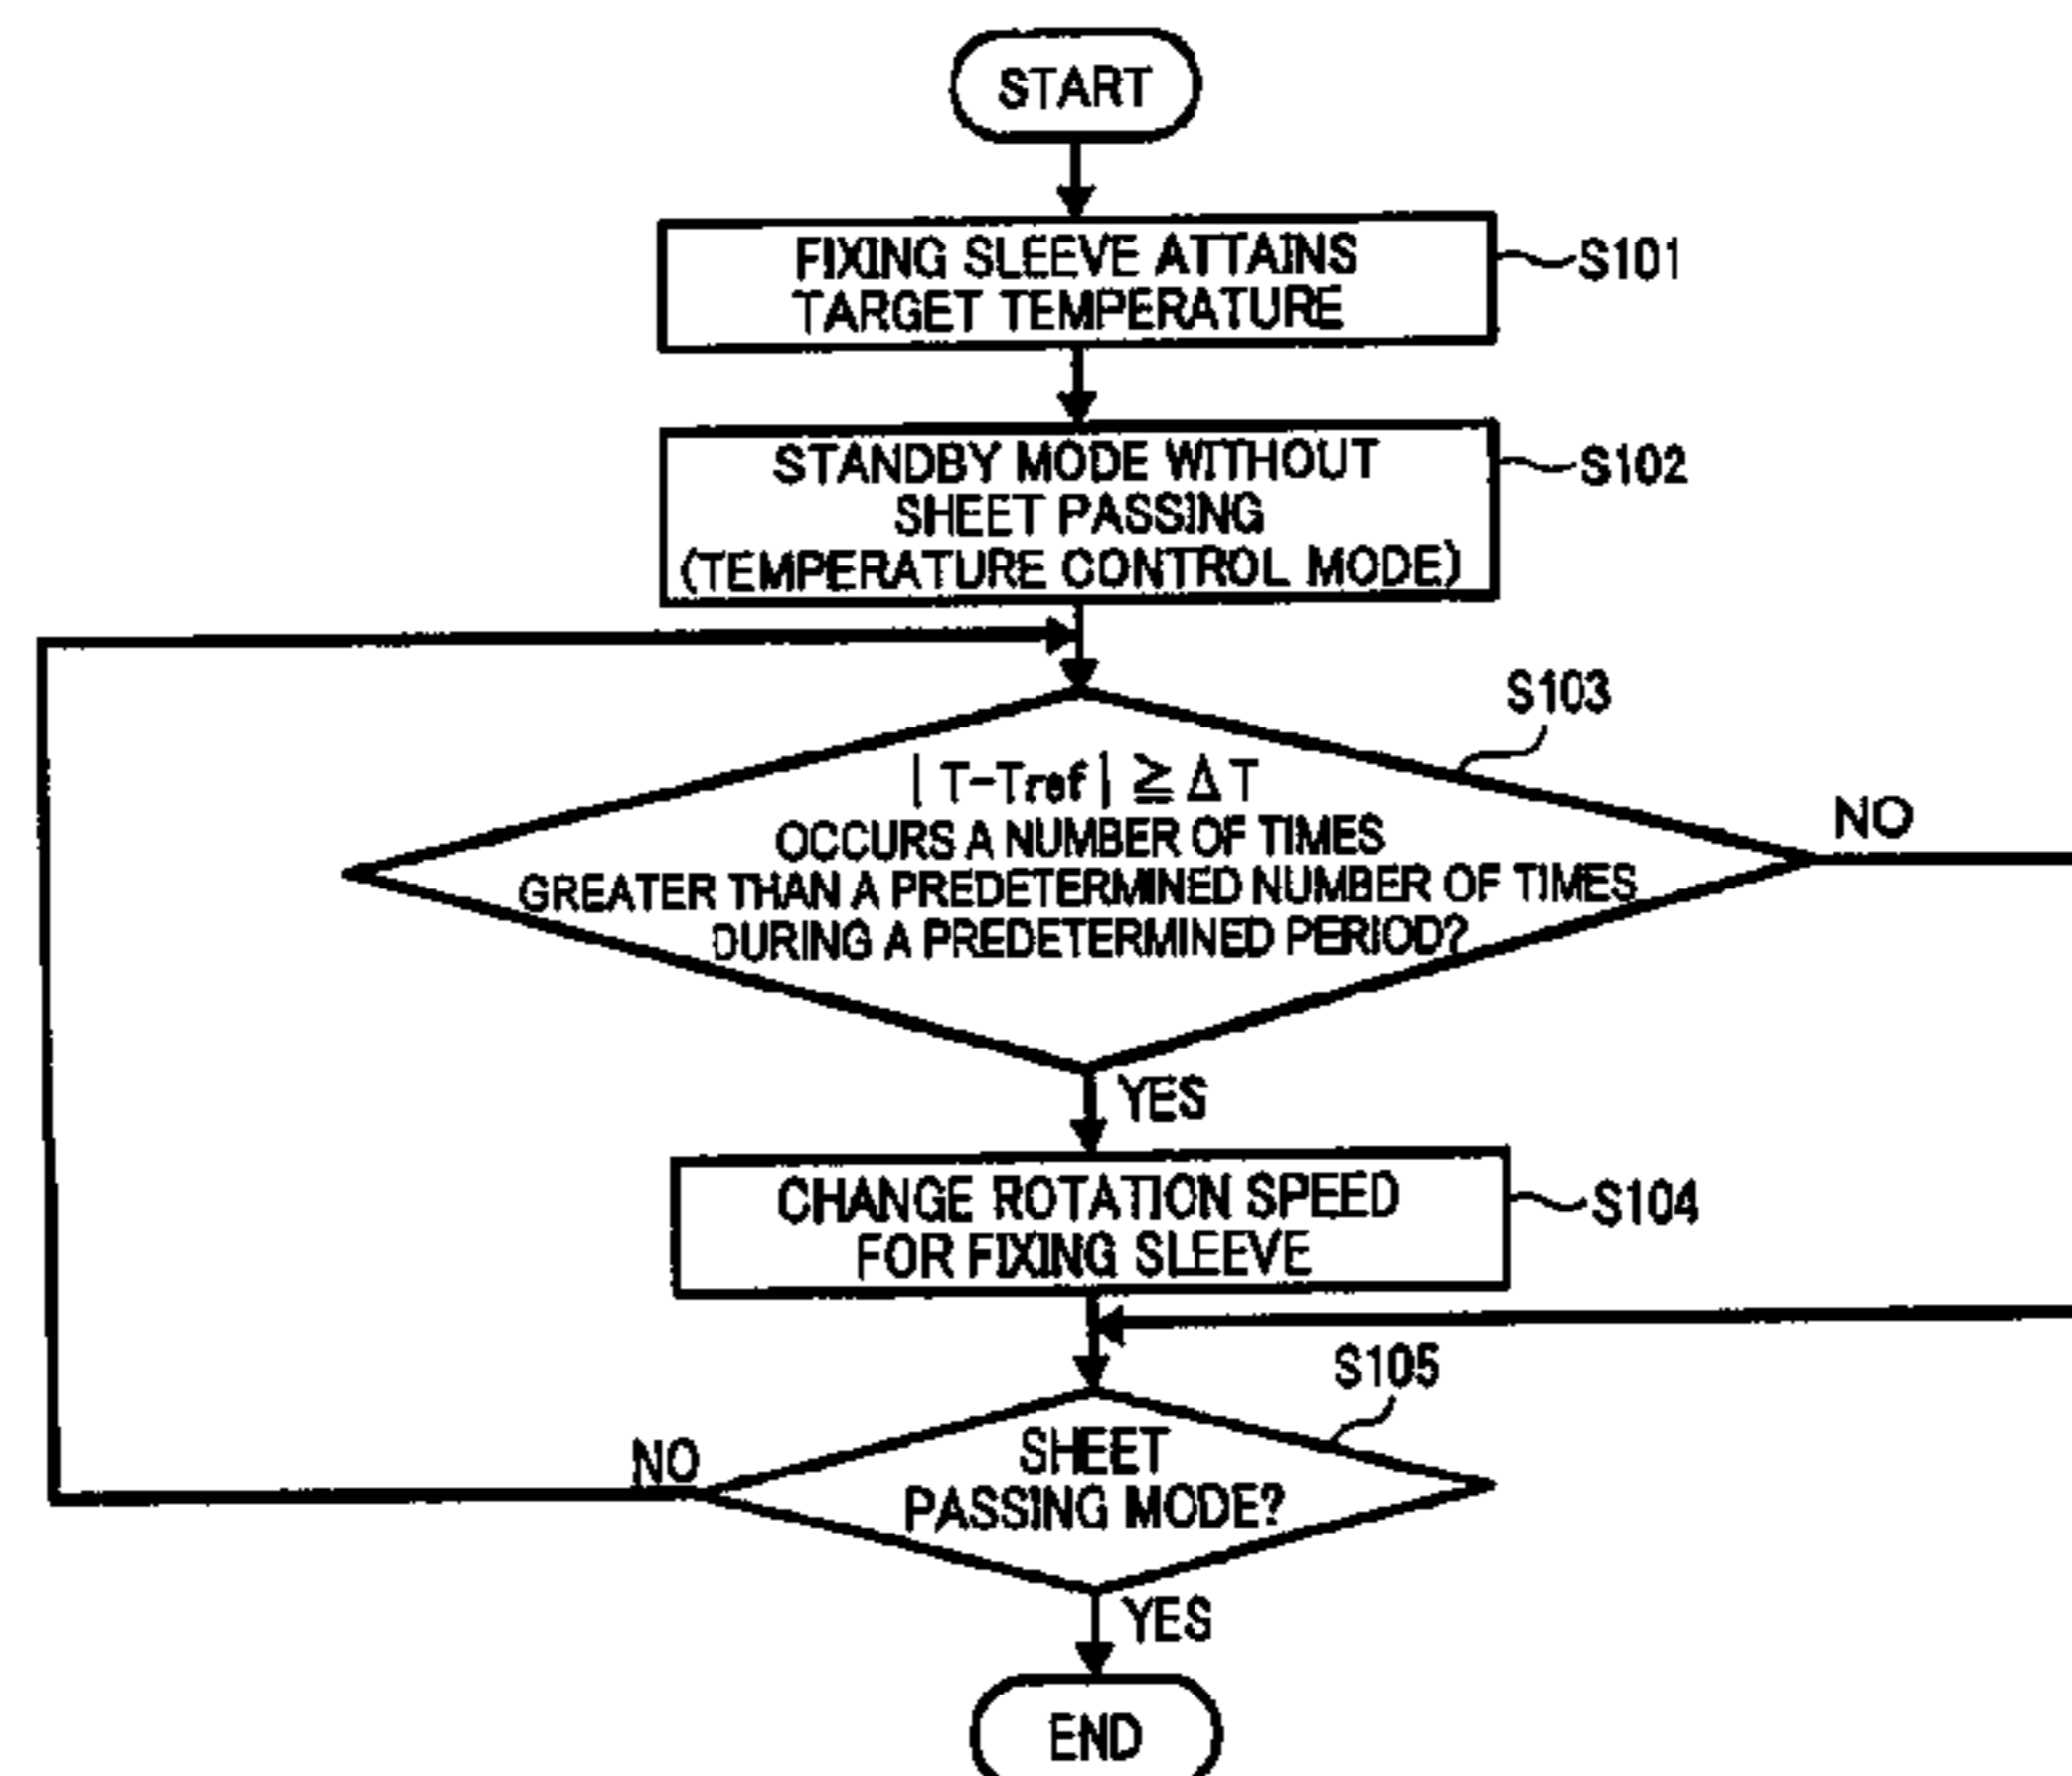 START
FIXING SLEEVE ATTAINS
TARGET TEMPERATURE
S101
STANDBY MODE WITHOUT
SHEET PASSING
(TEMPERATURE CONTROL MODE)
S102
S103
| T-Tref | ≧ Δ T
OCCURS A NUMBER OF TIMES
GREATER THAN A PREDETERMINED NUMBER OF TIMES
DURING A PREDETERMINED PERIOD?
NO
YES
CHANGE ROTATION SPEED
FOR FIXING SLEEVE
S104
S105
SHEET
PASSING MODE?
NO
YES
END